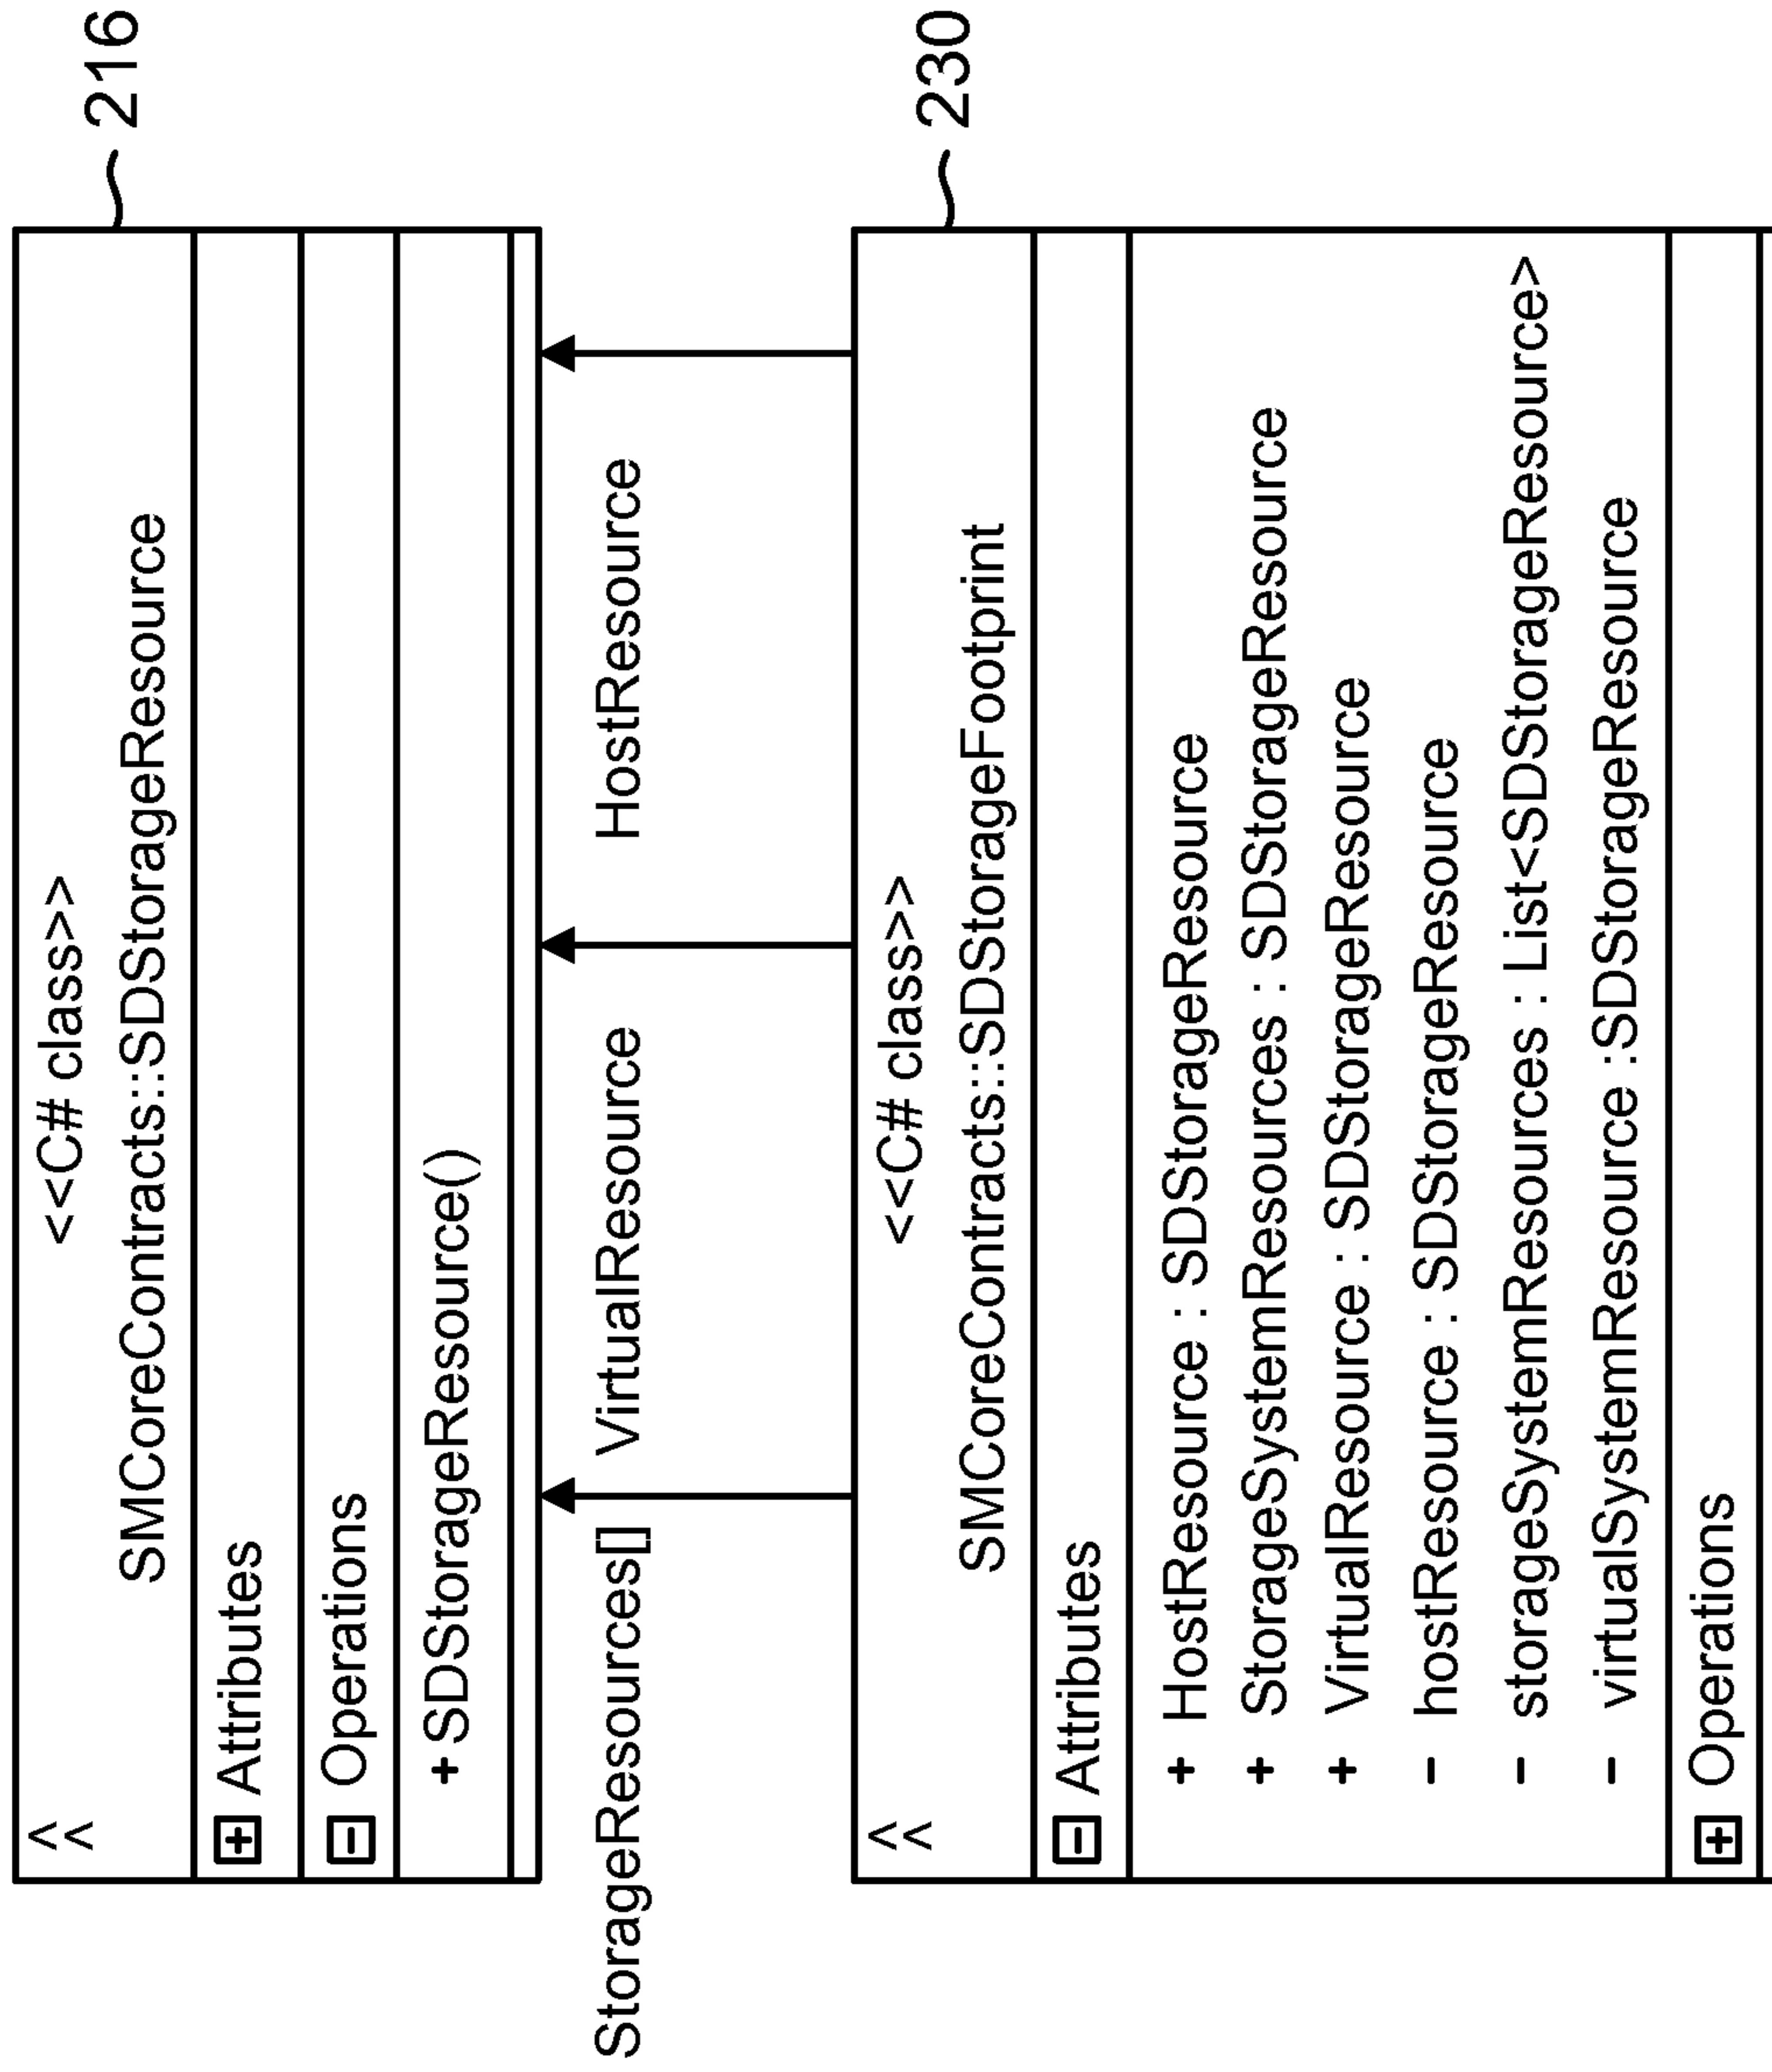 <<
<<C# class>>
SMCoreContracts::SDStorageResource
216
+ Attributes
- Operations
+ SDStorageResource()
StorageResources[] VirtualResource HostResource
<<
<<C# class>>
SMCoreContracts::SDStorageFootprint
230
- Attributes
+ HostResource : SDStorageResource
+ StorageSystemResources : SDStorageResource
+ VirtualResource : SDStorageResource
- hostResource : SDStorageResource
- storageSystemResources : List<SDStorageResource>
- virtualSystemResource :SDStorageResource
+ Operations